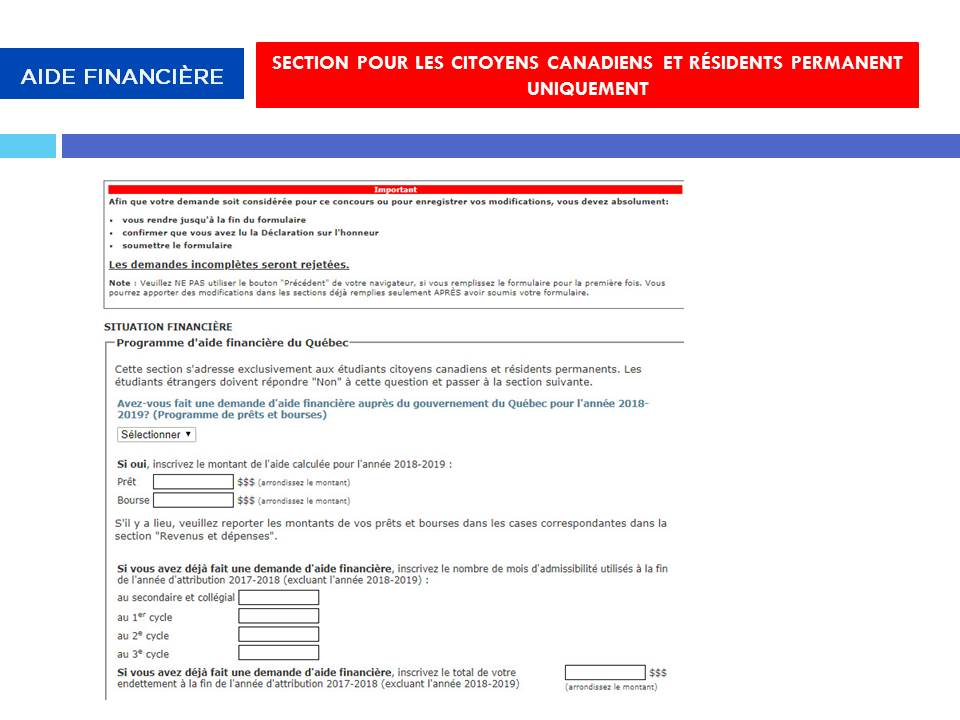 AIDE FINANCIÈRE
SECTION POUR LES CITOYENS CANADIENS ET RÉSIDENTS PERMANENT
UNIQUEMENT
Important
Afin que votre demande soit considérée pour ce concours ou pour enregistrer vos modifications, vous devez absolument:
• vous rendre jusqu'à la fin du formulaire
• confirmer que vous avez lu la Déclaration sur l'honneur
• soumettre le formulaire
Les demandes incomplètes seront rejetées.
Note : Veuillez NE PAS utiliser le bouton "Précédent" de votre navigateur, si vous remplissez le formulaire pour la première fois. Vous
pourrez apporter des modifications dans les sections déjà remplies seulement APRÈS avoir soumis votre formulaire.
SITUATION FINANCIÈRE
Programme d'aide financière du Québec
Cette section s'adresse exclusivement aux étudiants citoyens canadiens et résidents permanents. Les
étudiants étrangers doivent répondre "Non" à cette question et passer à la section suivante.
Avez-vous fait une demande d'aide financière auprès du gouvernement du Québec pour l'année 2018-
2019? (Programme de prêts et bourses)
Sélectionner ▼
Si oui, inscrivez le montant de l'aide calculée pour l'année 2018-2019 :
Prêt $$$ (arrondissez le montant)
Bourse $$$ (arrondissez le montant)
S'il y a lieu, veuillez reporter les montants de vos prêts et bourses dans les cases correspondantes dans la
section "Revenus et dépenses".
Si vous avez déjà fait une demande d'aide financière, inscrivez le nombre de mois d'admissibilité utilisés à la fin
de l'année d'attribution 2017-2018 (excluant l'année 2018-2019) :
au secondaire et collégial
au 1er cycle
au 2e cycle
au 3e cycle
Si vous avez déjà fait une demande d'aide financière, inscrivez le total de votre $$$
endettement à la fin de l'année d'attribution 2017-2018 (excluant l'année 2018-2019) (arrondissez le montant)